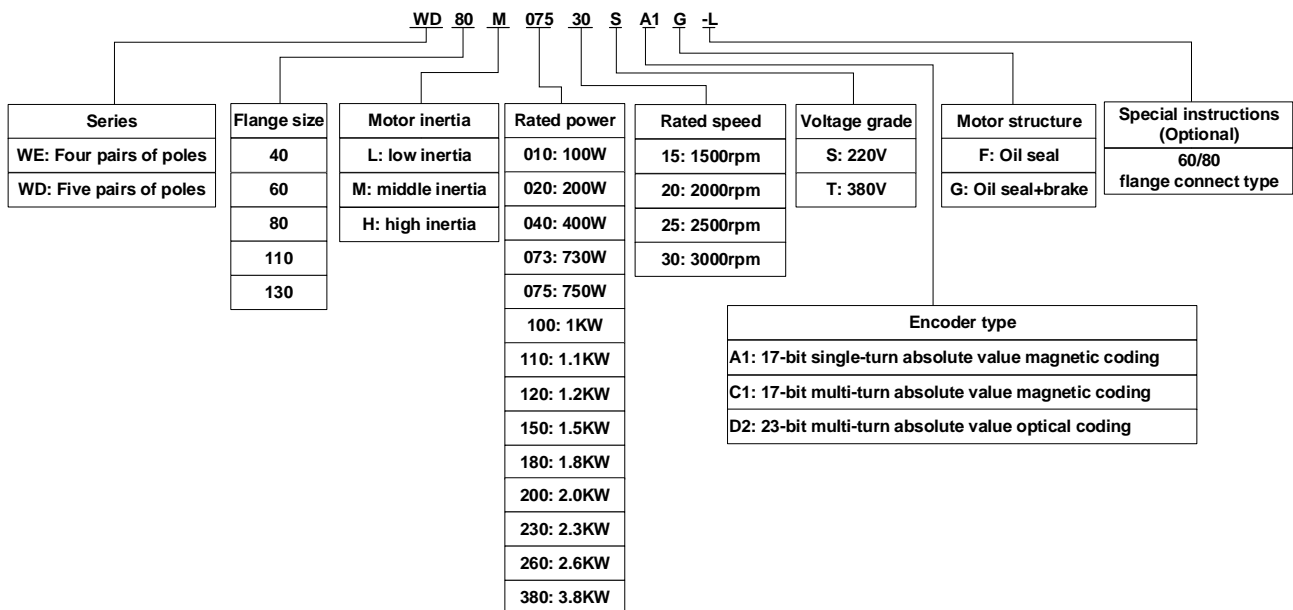 WD 80 M 075 30 S A1 G -L
Series
WE: Four pairs of poles
WD: Five pairs of poles
Flange size
40
60
80
110
130
Motor inertia
L: low inertia
M: middle inertia
H: high inertia
Rated power
010: 100W
020: 200W
040: 400W
073: 730W
075: 750W
100: 1KW
110: 1.1KW
120: 1.2KW
150: 1.5KW
180: 1.8KW
200: 2.0KW
230: 2.3KW
260: 2.6KW
380: 3.8KW
Rated speed
15: 1500rpm
20: 2000rpm
25: 2500rpm
30: 3000rpm
Voltage grade
S: 220V
T: 380V
Motor structure
F: Oil seal
G: Oil seal+brake
Special instructions
(Optional)
60/80
flange connect type
Encoder type
A1: 17-bit single-turn absolute value magnetic coding
C1: 17-bit multi-turn absolute value magnetic coding
D2: 23-bit multi-turn absolute value optical coding